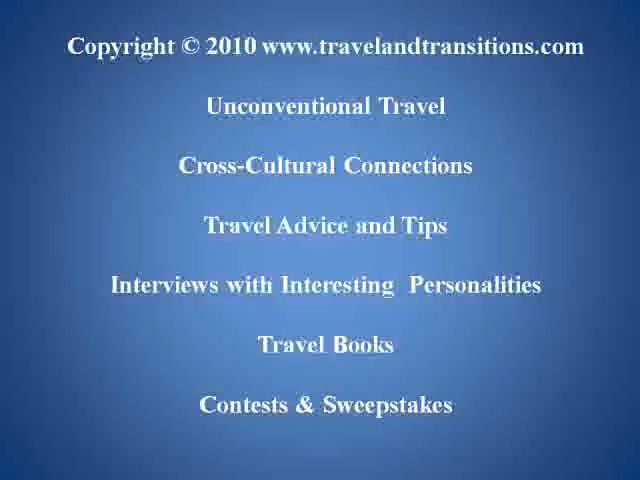 Copyright © 2010 www.travelandtransitions.com
Unconventional Travel
Cross-Cultural Connections
Travel Advice and Tips
Interviews with Interesting Personalities
Travel Books
Contests & Sweepstakes